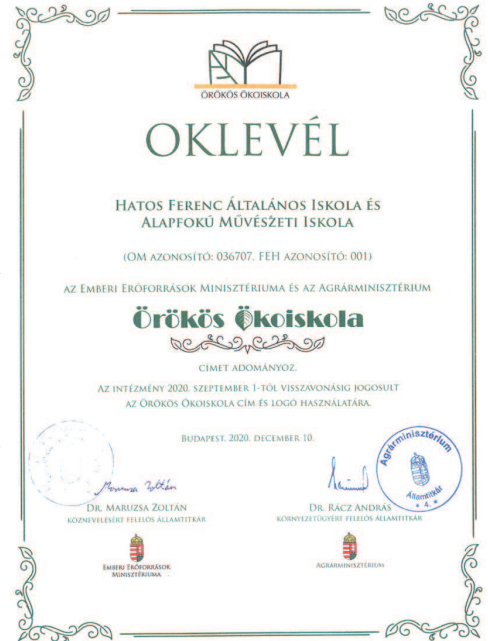 ÖRÖKÖS ÖKOISKOLA
OKLEVÉL
HATOS FERENC ÁLTALÁNOS ISKOLA ÉS
ALAPFOKÚ MŰVÉSZETI ISKOLA
(OM AZONOSÍTÓ: 036707, FEH AZONOSÍTÓ: 001)
AZ EMBERI ERŐFORRÁSOK MINISZTÉRIUMA ÉS AZ AGRÁRMINISZTÉRIUM
Örökös Ökoiskola
CÍMET ADOMÁNYOZ.
AZ INTÉZMÉNY 2020. SZEPTEMBER 1-TŐL VISSZAVONÁSIG JOGOSULT
AZ ÖRÖKÖS ÖKOISKOLA CÍM ÉS LOGÓ HASZNÁLATÁRA.
BUDAPEST, 2020. DECEMBER 10.
Agrárminisztérium
Államtitkár
* 4. *
Maruzsa Zoltán
DR. MARUZSA ZOLTÁN
KÖZNEVELÉSÉRT FELELŐS ÁLLAMTITKÁR
DR. RÁCZ ANDRÁS
KÖRNYEZETÜGYÉRT FELELŐS ÁLLAMTITKÁR
EMBERI ERŐFORRÁSOK
MINISZTÉRIUMA
AGRÁRMINISZTÉRIUM